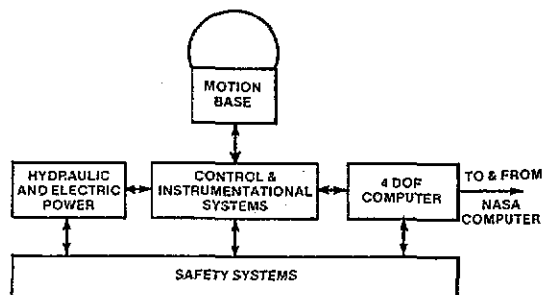 MOTION
BASE
HYDRAULIC
AND ELECTRIC
POWER
CONTROL &
INSTRUMENTATIONAL
SYSTEMS
4 DOF
COMPUTER
TO & FROM
NASA
COMPUTER
SAFETY SYSTEMS